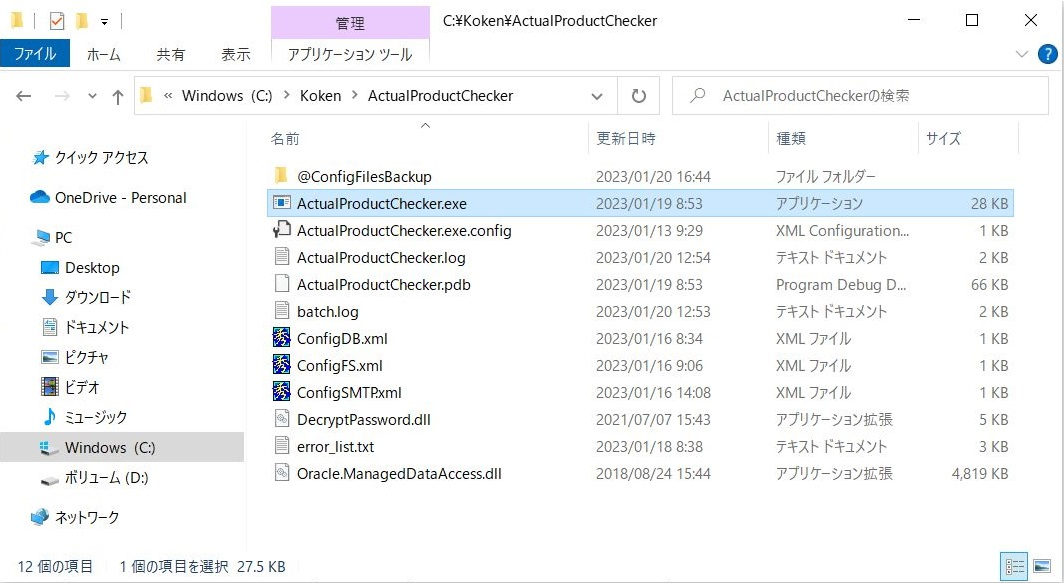 管理
C:¥Koken¥ActualProductChecker
ファイル ホーム 共有 表示 アプリケーション ツール
« Windows (C:) > Koken > ActualProductChecker
ActualProductCheckerの検索
名前 更新日時 種類 サイズ
クイック アクセス
OneDrive - Personal
PC
Desktop
ダウンロード
ドキュメント
ピクチャ
ビデオ
ミュージック
Windows (C:)
ボリューム (D:)
ネットワーク
@ConfigFilesBackup 2023/01/20 16:44 ファイル フォルダー
ActualProductChecker.exe 2023/01/19 8:53 アプリケーション 28 KB
ActualProductChecker.exe.config 2023/01/13 9:29 XML Configuration... 1 KB
ActualProductChecker.log 2023/01/20 12:54 テキスト ドキュメント 2 KB
ActualProductChecker.pdb 2023/01/19 8:53 Program Debug D... 66 KB
batch.log 2023/01/20 12:53 テキスト ドキュメント 2 KB
ConfigDB.xml 2023/01/16 8:34 XML ファイル 1 KB
ConfigFS.xml 2023/01/16 9:06 XML ファイル 1 KB
ConfigSMTP.xml 2023/01/16 14:08 XML ファイル 1 KB
DecryptPassword.dll 2021/07/07 15:43 アプリケーション拡張 5 KB
error_list.txt 2023/01/18 8:38 テキスト ドキュメント 3 KB
Oracle.ManagedDataAccess.dll 2018/08/24 15:44 アプリケーション拡張 4,819 KB
12 個の項目 1 個の項目を選択 27.5 KB